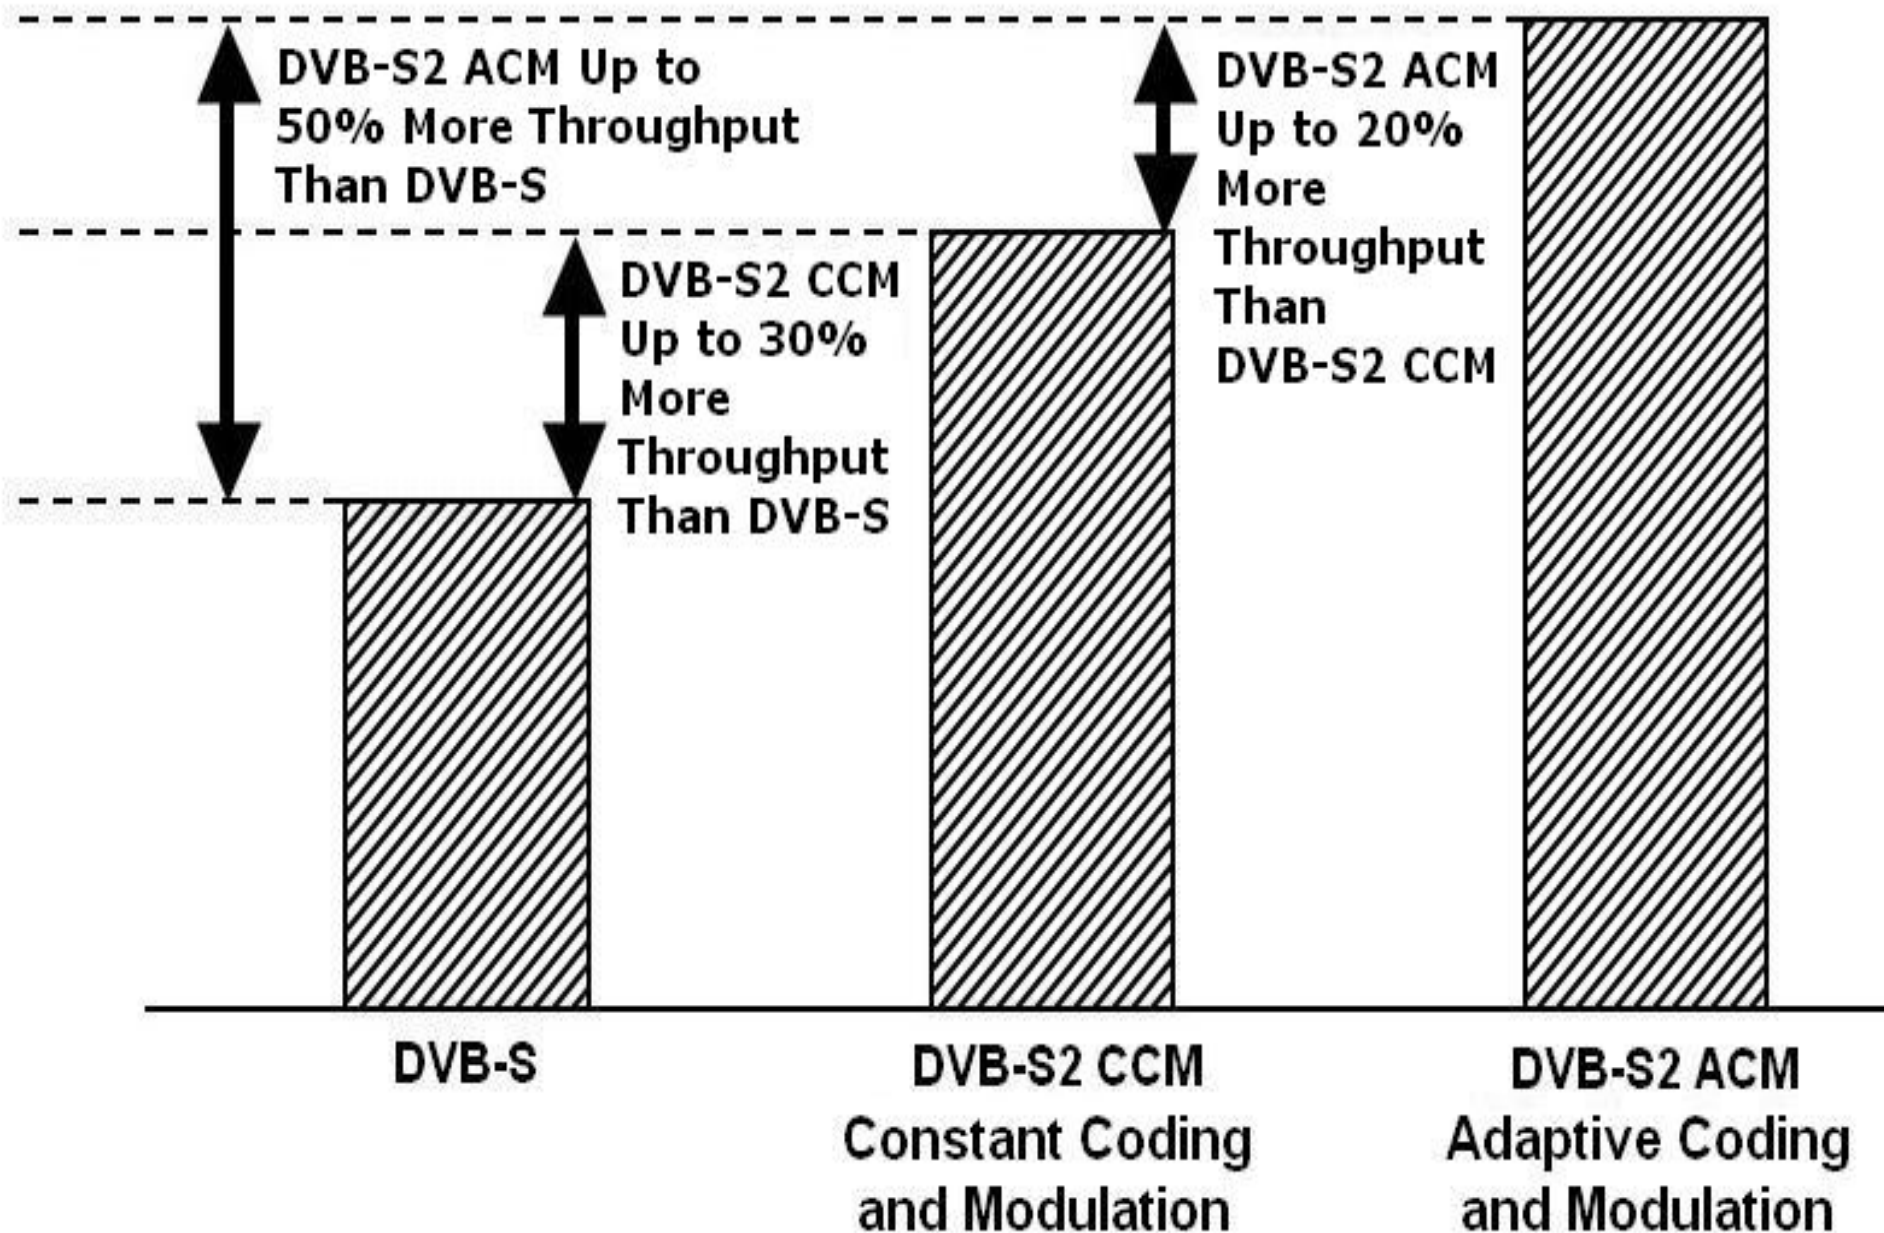 DVB-S2 ACM Up to
50% More Throughput
Than DVB-S
DVB-S2 CCM
Up to 30%
More
Throughput
Than DVB-S
DVB-S2 ACM
Up to 20%
More
Throughput
Than
DVB-S2 CCM
DVB-S
DVB-S2 CCM
Constant Coding
and Modulation
DVB-S2 ACM
Adaptive Coding
and Modulation